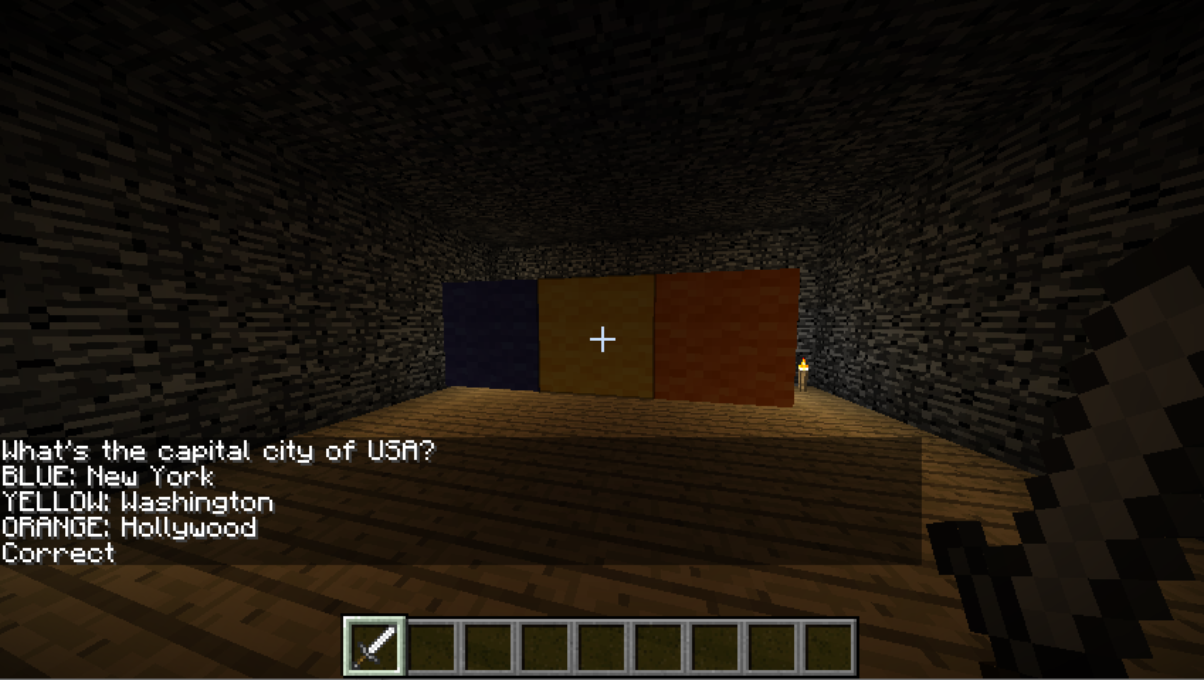 What's the capital city of USA?
BLUE: New York
YELLOW: Washington
ORANGE: Hollywood
Correct